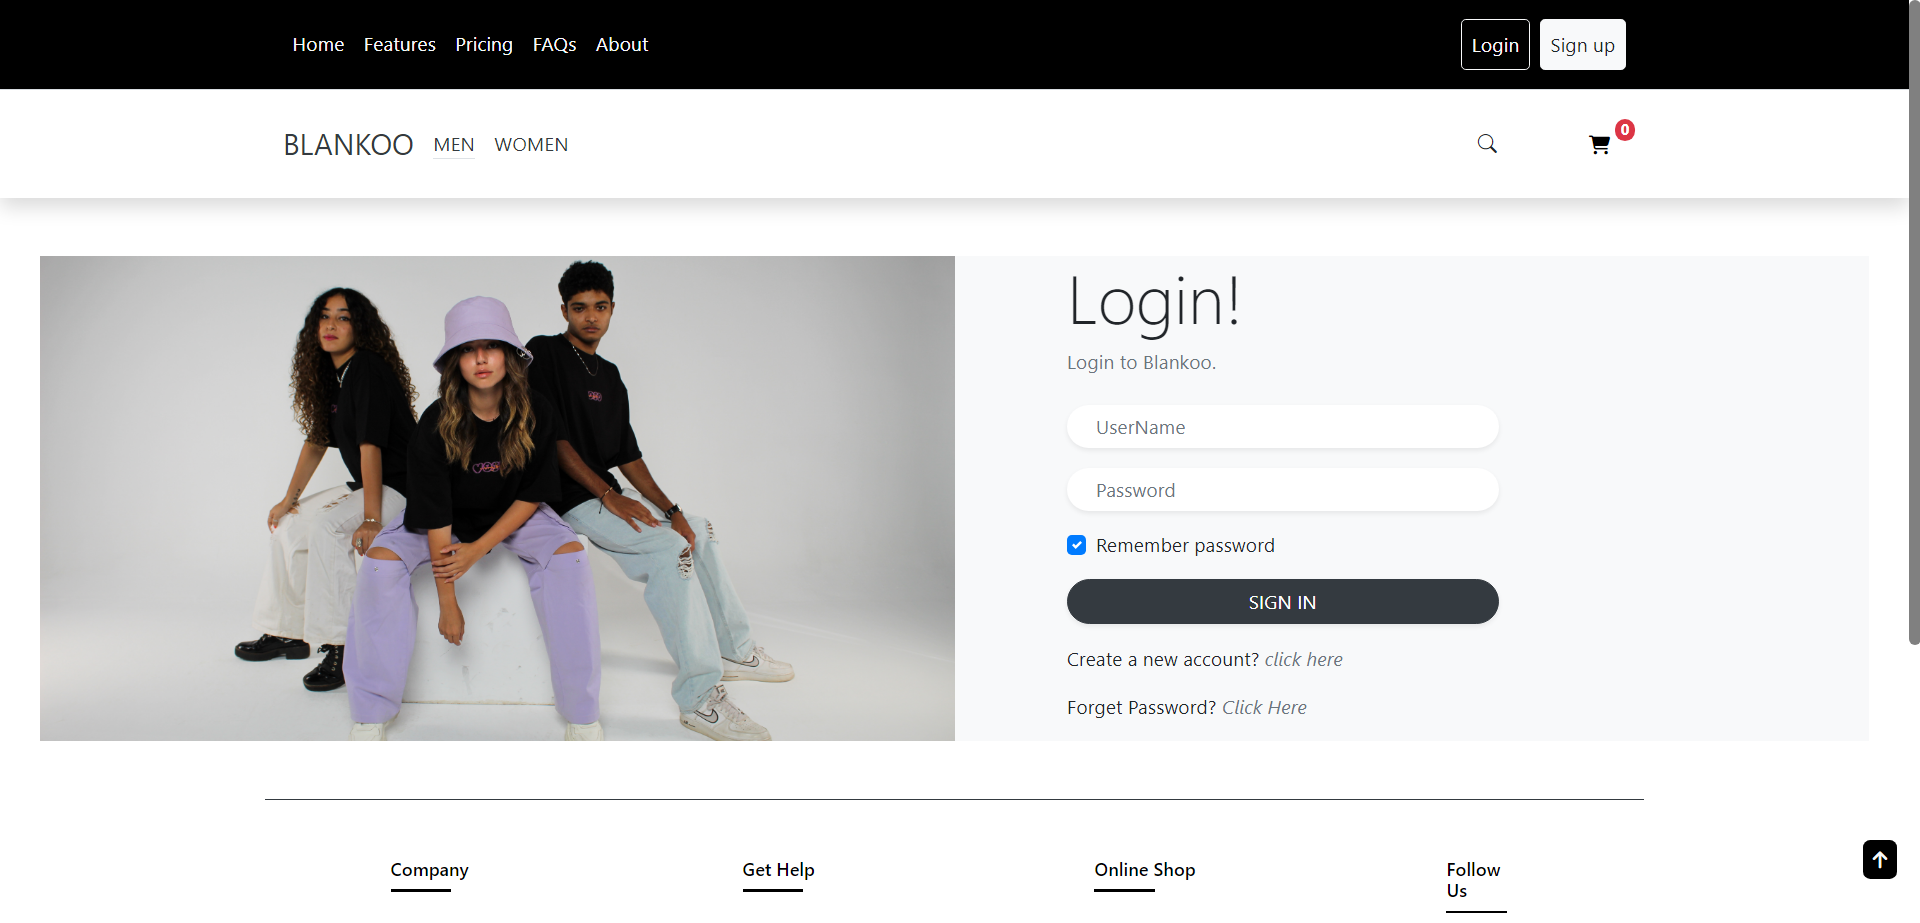 Home Features Pricing FAQs About Login Sign up
BLANKOO MEN WOMEN 0
Login!
Login to Blankoo.
UserName
Password
Remember password
SIGN IN
Create a new account? click here
Forget Password? Click Here
Company Get Help Online Shop Follow
Us